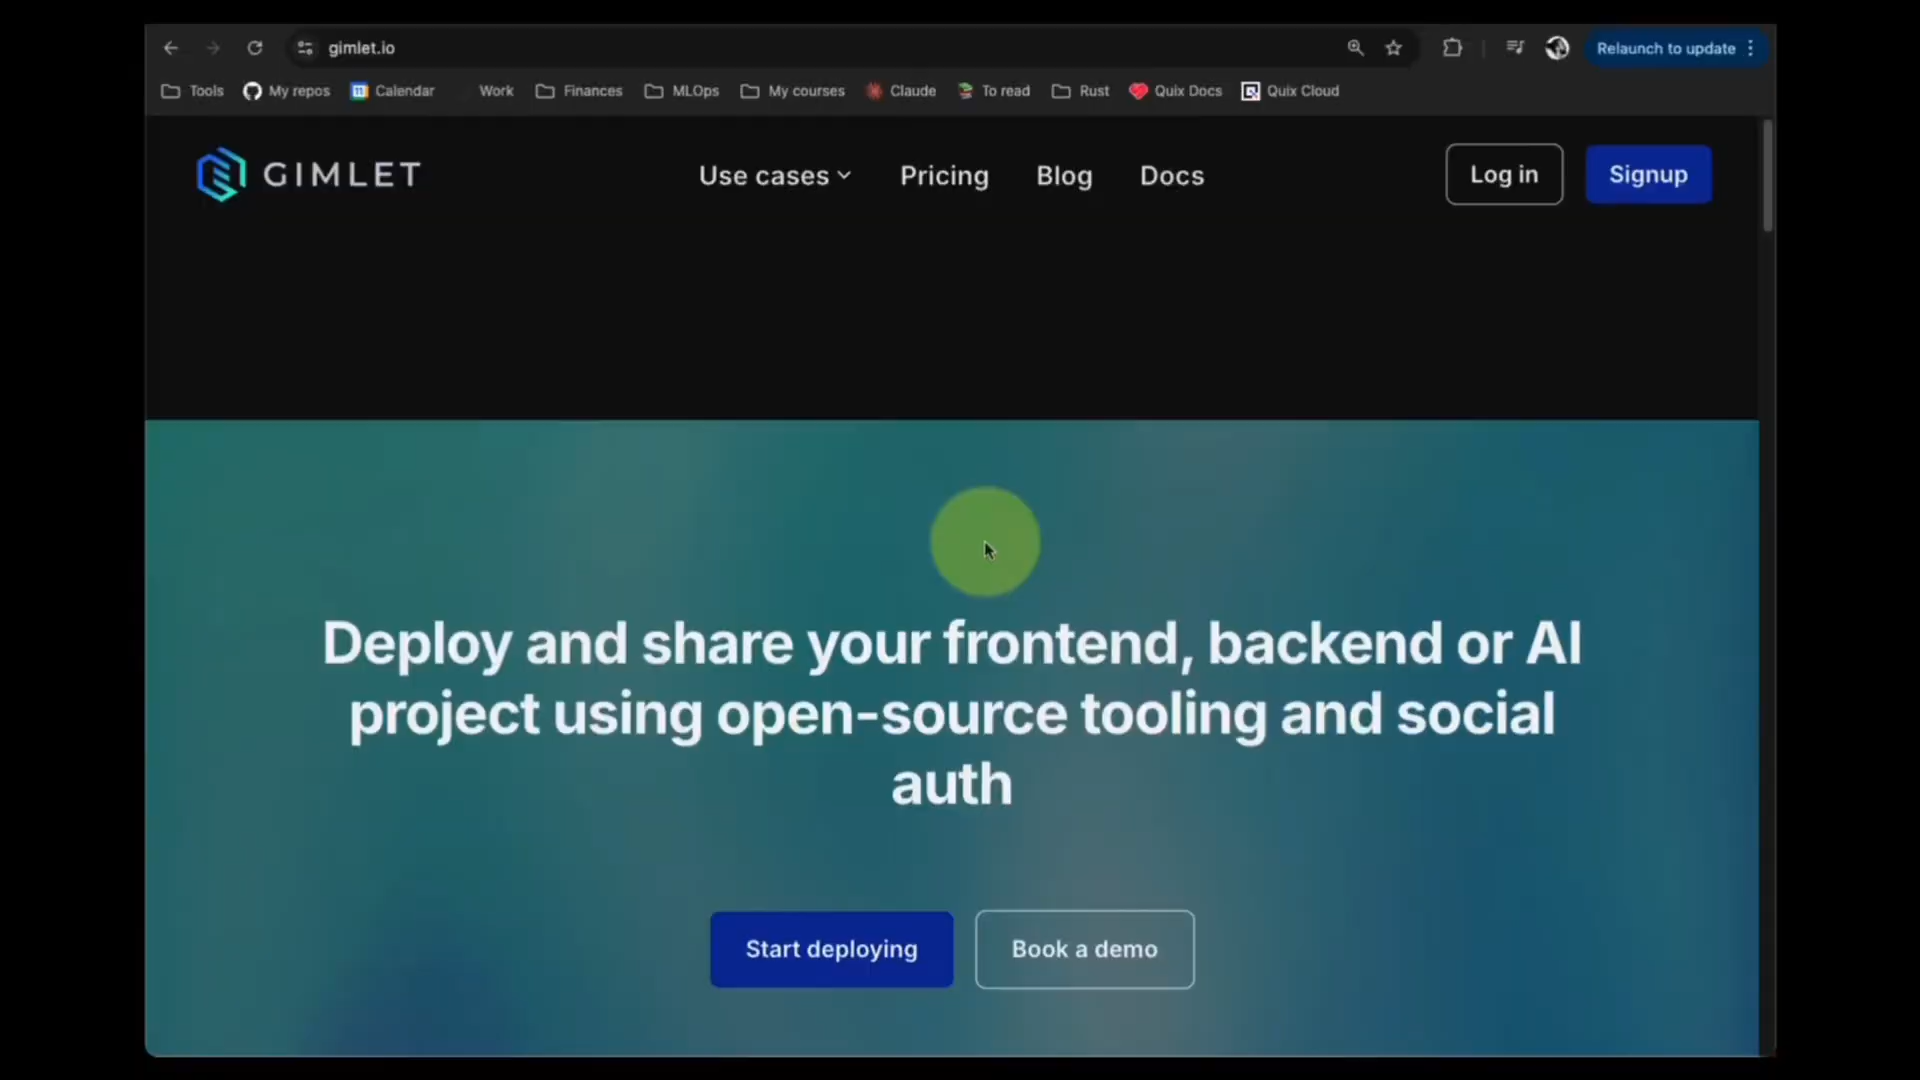 gimlet.io
Relaunch to update
Tools My repos Calendar Work Finances MLOps My courses Claude To read Rust Quix Docs Quix Cloud
GIMLET Use cases Pricing Blog Docs Log in Signup
Deploy and share your frontend, backend or AI
project using open-source tooling and social
auth
Start deploying Book a demo